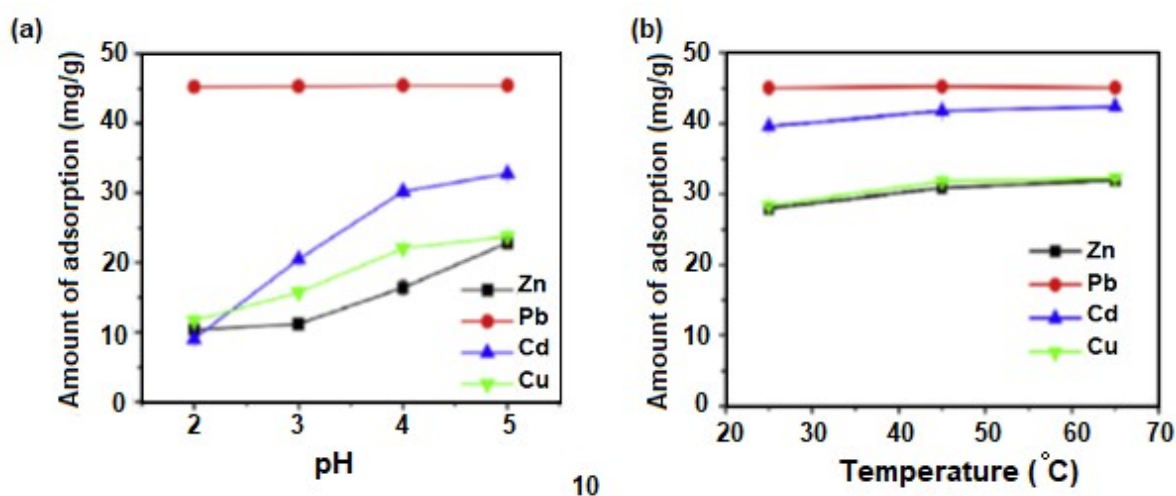 (a)
Amount of adsorption (mg/g)
50
40
30
20
10
0
2 3 4 5
pH
Zn
Pb
Cd
Cu
(b)
Amount of adsorption (mg/g)
50
40
30
20
10
0
20 30 40 50 60 70
Temperature (°C)
Zn
Pb
Cd
Cu
10